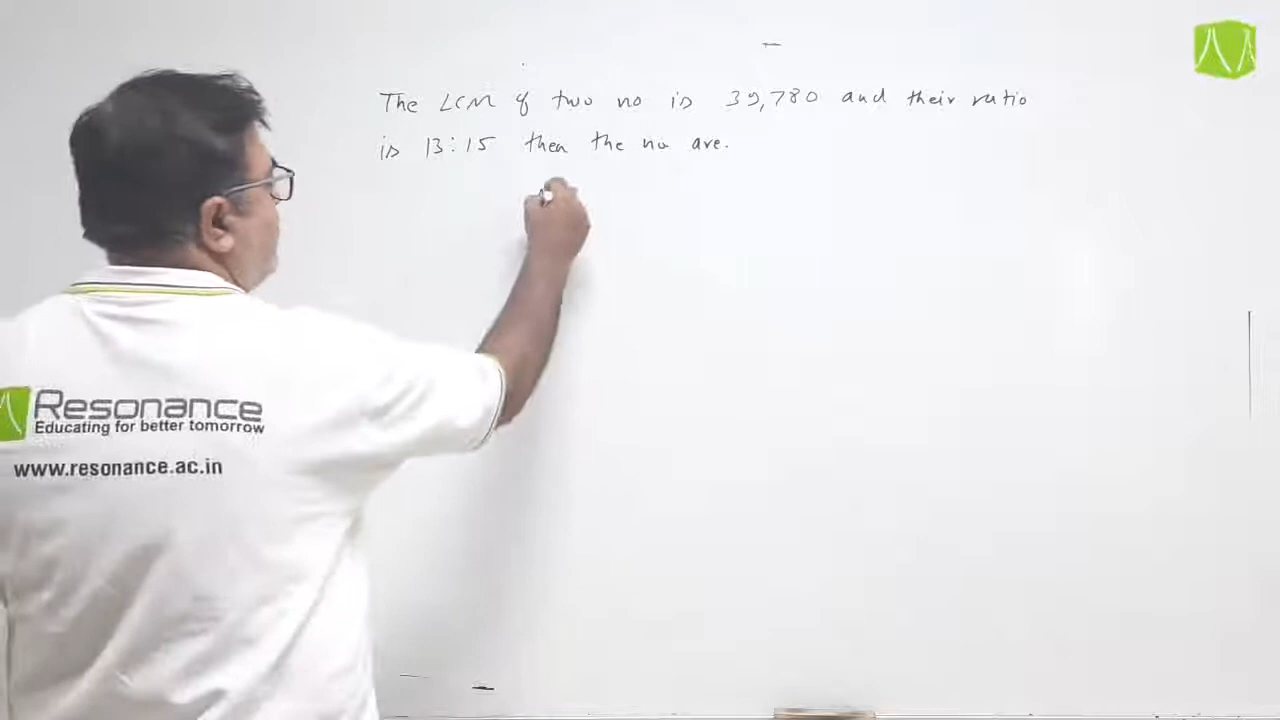 The LCM of two no is 39,780 and their ratio
is 13:15 then the no are.
Resonance
Educating for better tomorrow
www.resonance.ac.in